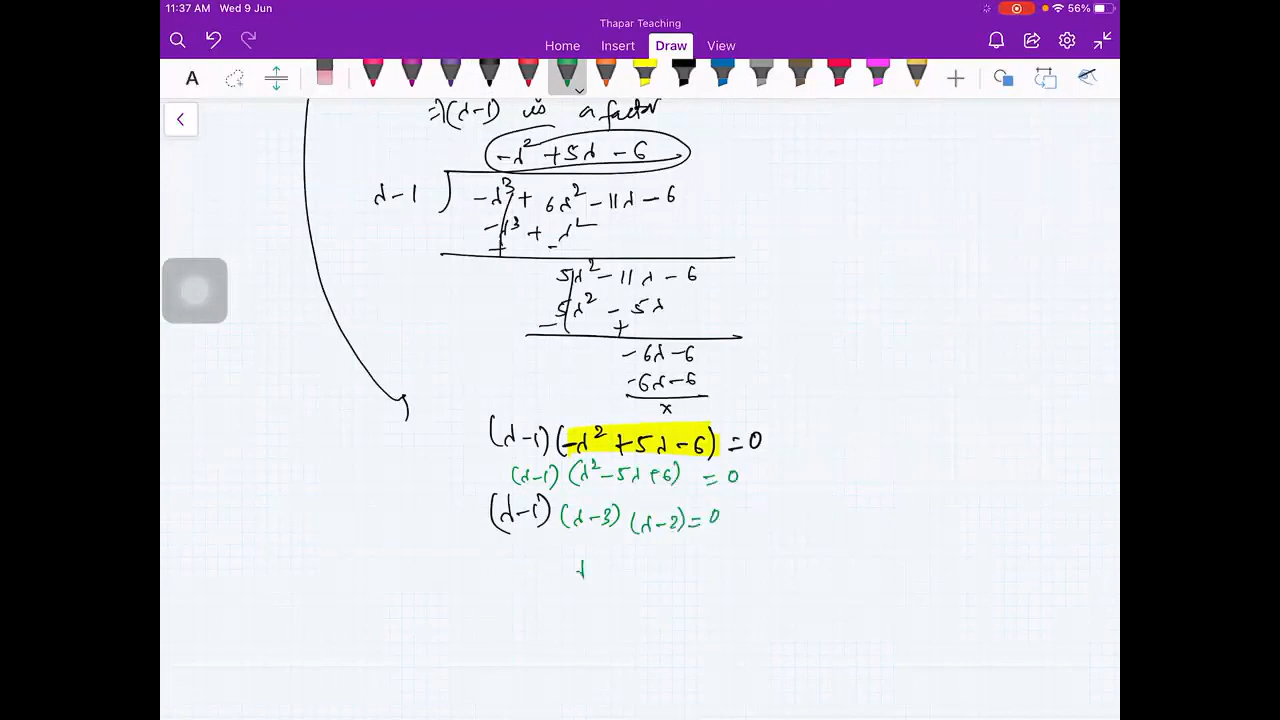 11:37 AM Wed 9 Jun
56%
Thapar Teaching
Home Insert Draw View
A
=) (λ-1) is a factor
-λ² + 5λ - 6
λ-1 ) -λ³ + 6λ² - 11λ - 6
-λ³ + λ²
+ -
5λ² - 11λ - 6
5λ² - 5λ
- +
-6λ - 6
-6λ - 6
x
(λ-1) (-λ² + 5λ - 6) = 0
(λ-1) (λ² - 5λ + 6) = 0
(λ-1) (λ-3) (λ-2) = 0